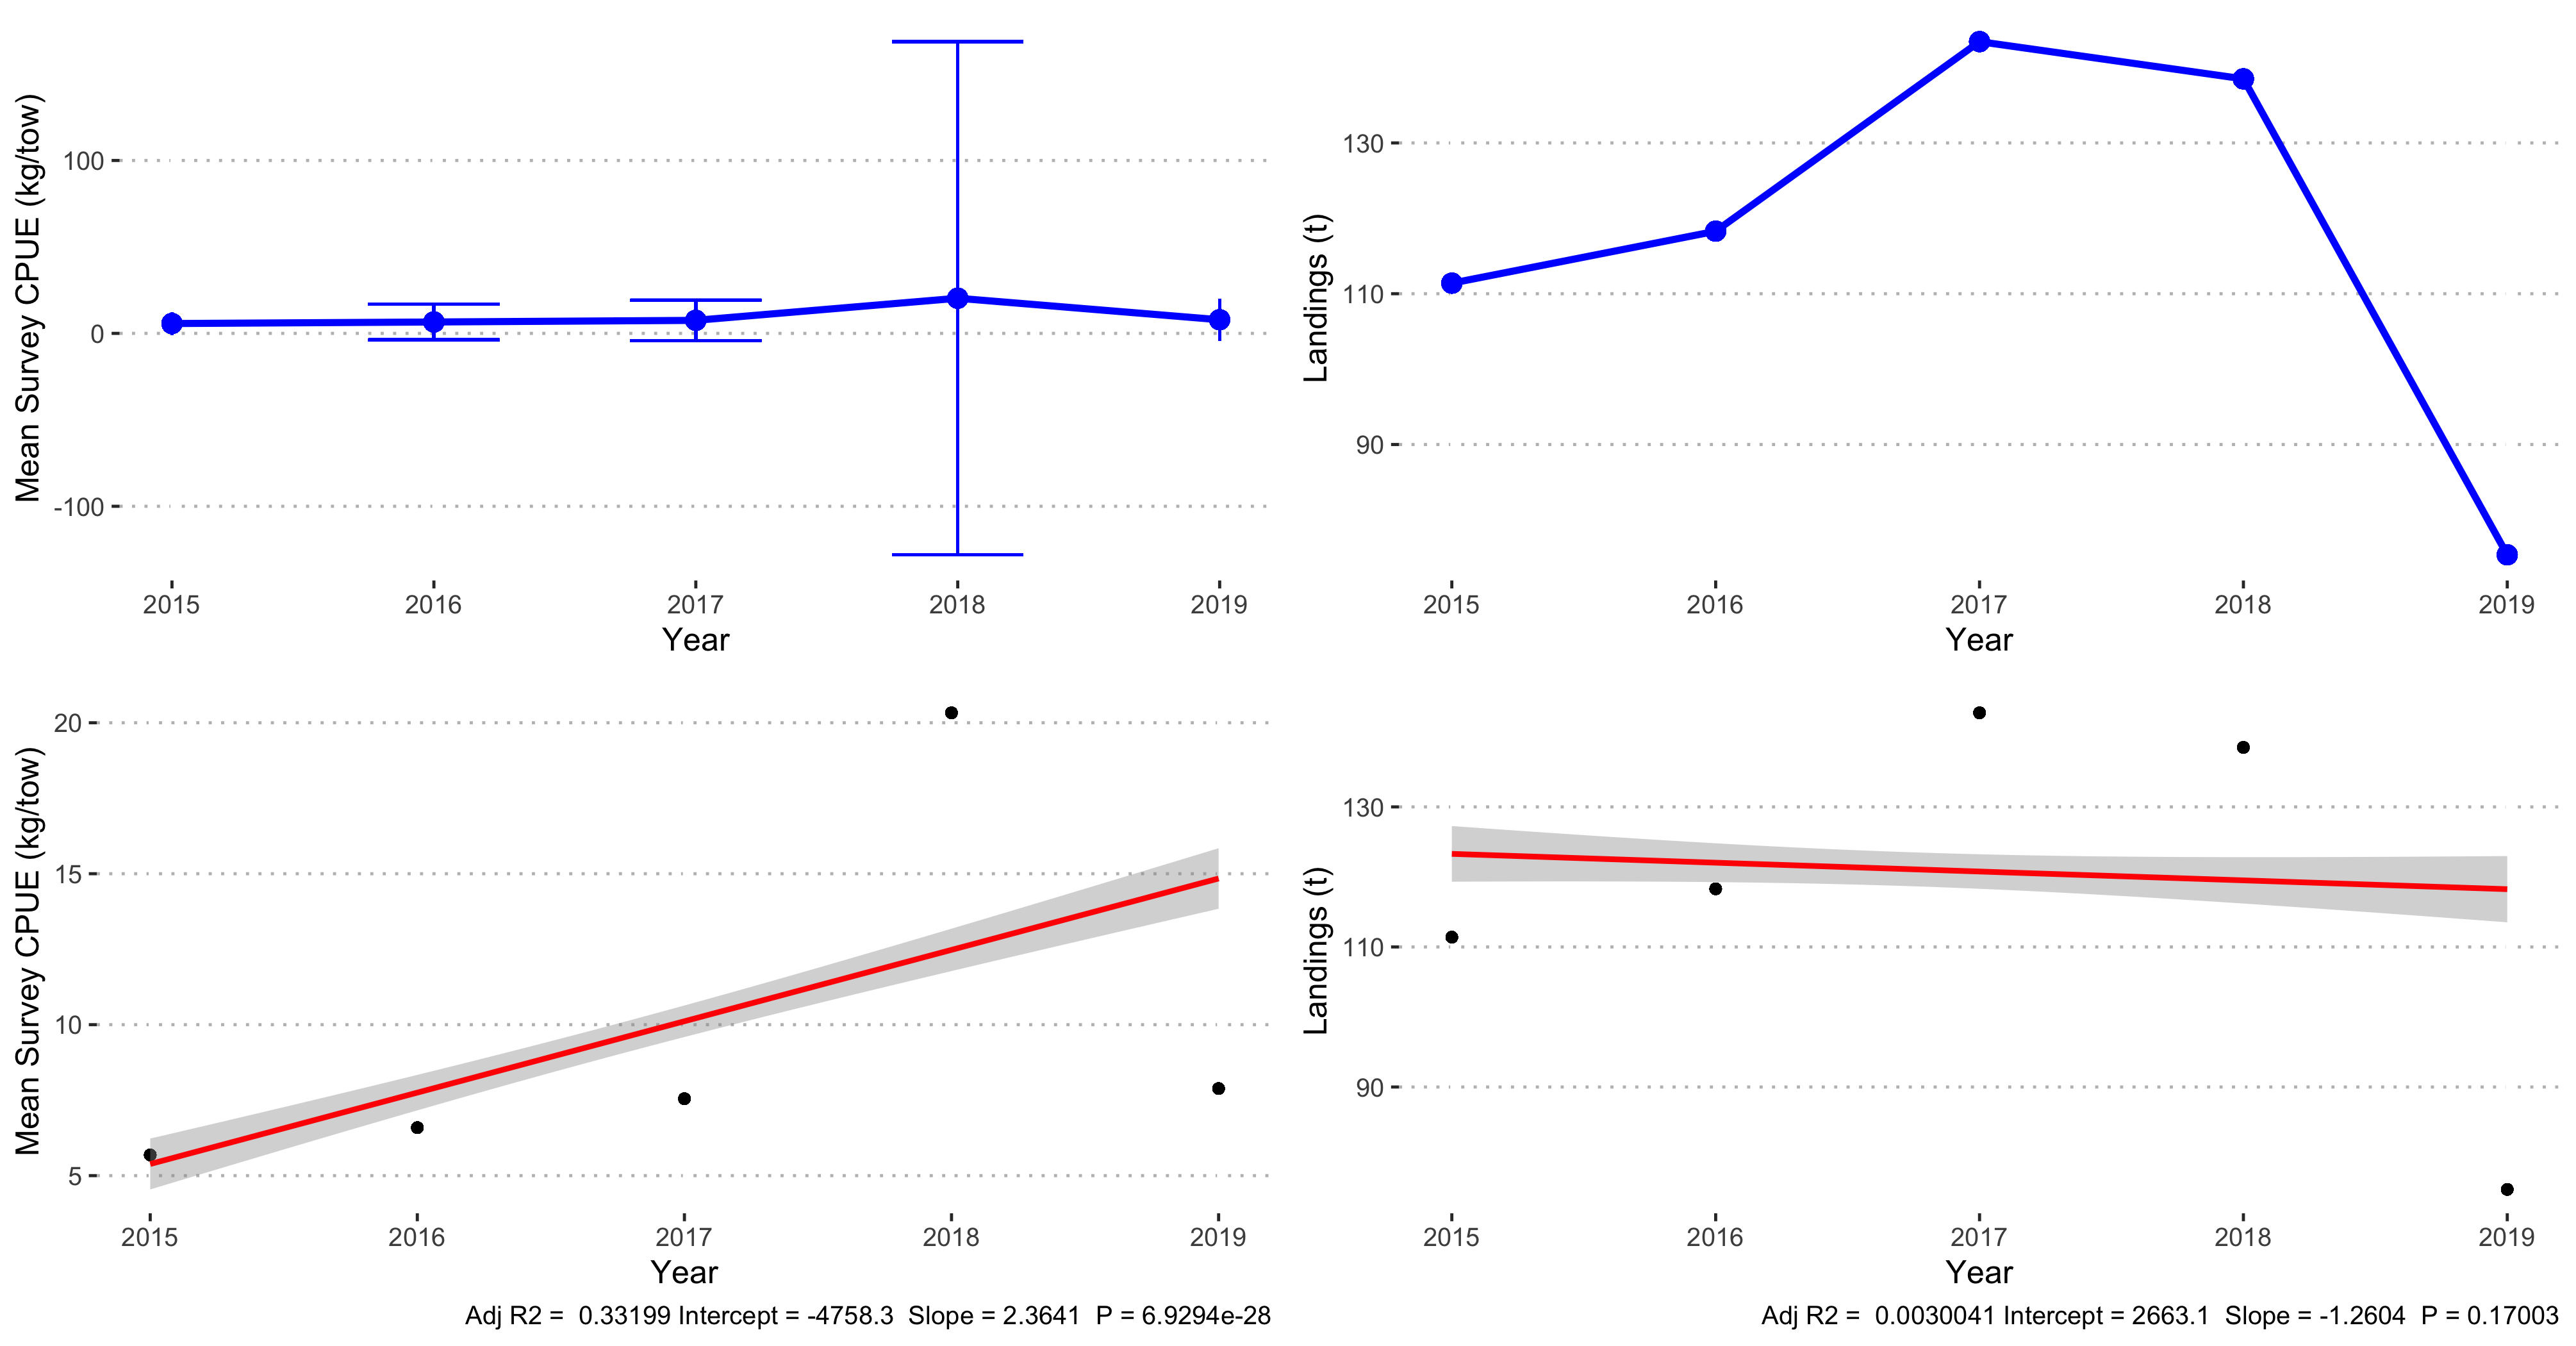 Mean Survey CPUE (kg/tow)
100
0
-100
2015 2016 2017 2018 2019
Year
Landings (t)
130
110
90
2015 2016 2017 2018 2019
Year
Mean Survey CPUE (kg/tow)
20
15
10
5
2015 2016 2017 2018 2019
Year
Adj R2 =  0.33199 Intercept = -4758.3  Slope = 2.3641  P = 6.9294e-28
Landings (t)
130
110
90
2015 2016 2017 2018 2019
Year
Adj R2 =  0.0030041 Intercept = 2663.1  Slope = -1.2604  P = 0.17003